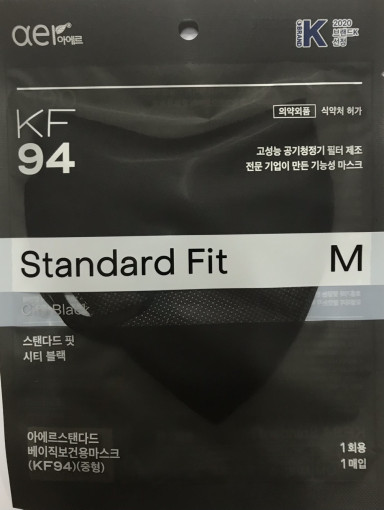 aer 아에르
BRAND K 2020 브랜드K 선정
KF
94
의약외품 식약처 허가
고성능 공기청정기 필터 제조
전문 기업이 만든 기능성 마스크
Standard Fit M
City Black
스탠다드 핏
시티 블랙
아에르스탠다드
베이직보건용마스크
(KF94)(중형)
1회용
1매입